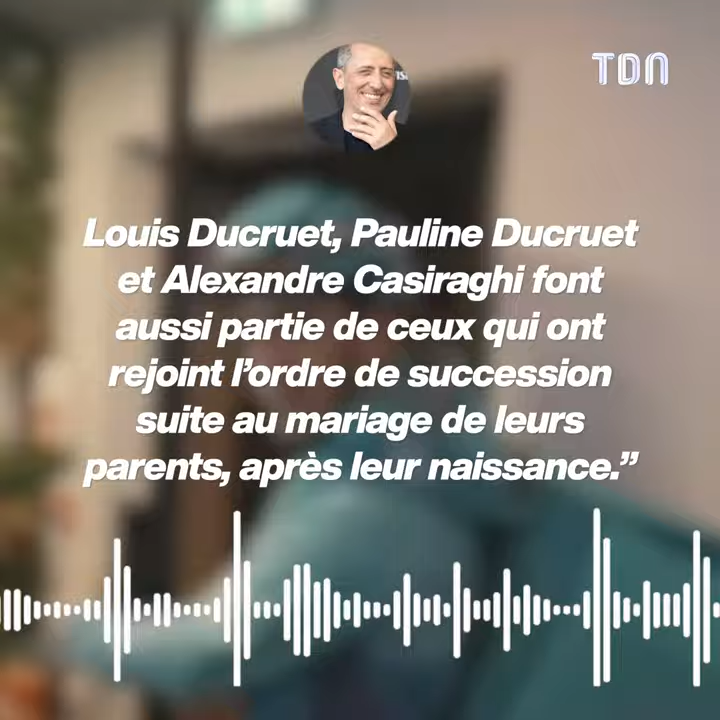 TDN
Louis Ducruet, Pauline Ducruet
et Alexandre Casiraghi font
aussi partie de ceux qui ont
rejoint l’ordre de succession
suite au mariage de leurs
parents, après leur naissance.”